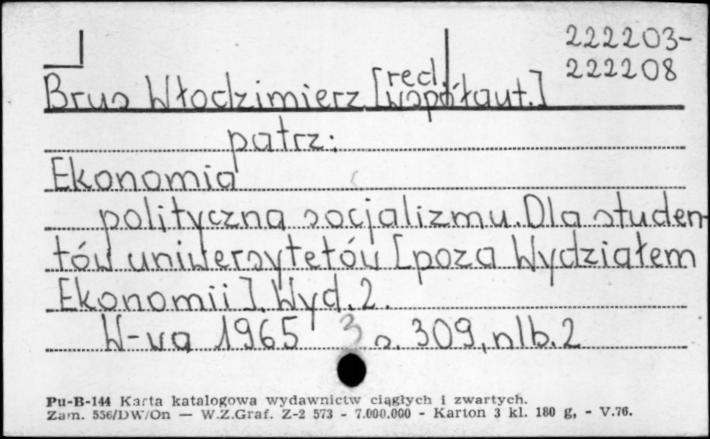 222203-
222208
Brus Włodzimierz [red.
współaut.]
patrz:
Ekonomia
polityczna socjalizmu. Dla studen-
tów uniwersytetów [poza Wydziałem
Ekonomii]. Wyd. 2.
W-wa 1965 3 s. 309, nlb. 2
Pu-B-144 Karta katalogowa wydawnictw ciągłych i zwartych.
Zam. 556/DW/On — W.Z.Graf. Z-2 573 - 7.000.000 - Karton 3 kl. 180 g, - V.76.